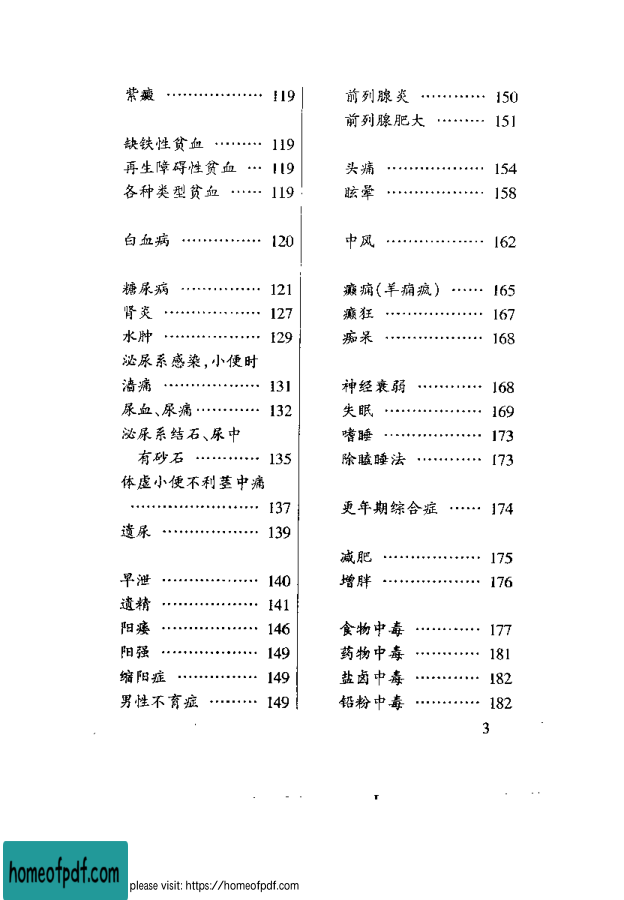 紫癜 ……………… 119
缺铁性贫血 ……… 119
再生障碍性贫血 … 119
各种类型贫血 …… 119
白血病 …………… 120
糖尿病 …………… 121
肾炎 ……………… 127
水肿 ……………… 129
泌尿系感染,小便时
濇痛 ……………… 131
尿血、尿痛………… 132
泌尿系结石、尿中
有砂石 ………… 135
体虚小便不利茎中痛
…………………… 137
遗尿 ……………… 139
早泄 ……………… 140
遗精 ……………… 141
阳痿 ……………… 146
阳强 ……………… 149
缩阳症 …………… 149
男性不育症 ……… 149
前列腺炎 ………… 150
前列腺肥大 ……… 151
头痛 ……………… 154
眩晕 ……………… 158
中风 ……………… 162
癫痫(羊痫疯) …… 165
癫狂 ……………… 167
痴呆 ……………… 168
神经衰弱 ………… 168
失眠 ……………… 169
嗜睡 ……………… 173
除瞌睡法 ………… 173
更年期综合症 …… 174
减肥 ……………… 175
增胖 ……………… 176
食物中毒 ………… 177
药物中毒 ………… 181
盐卤中毒 ………… 182
铅粉中毒 ………… 182
3
homeofpdf.com
please visit: https://homeofpdf.com